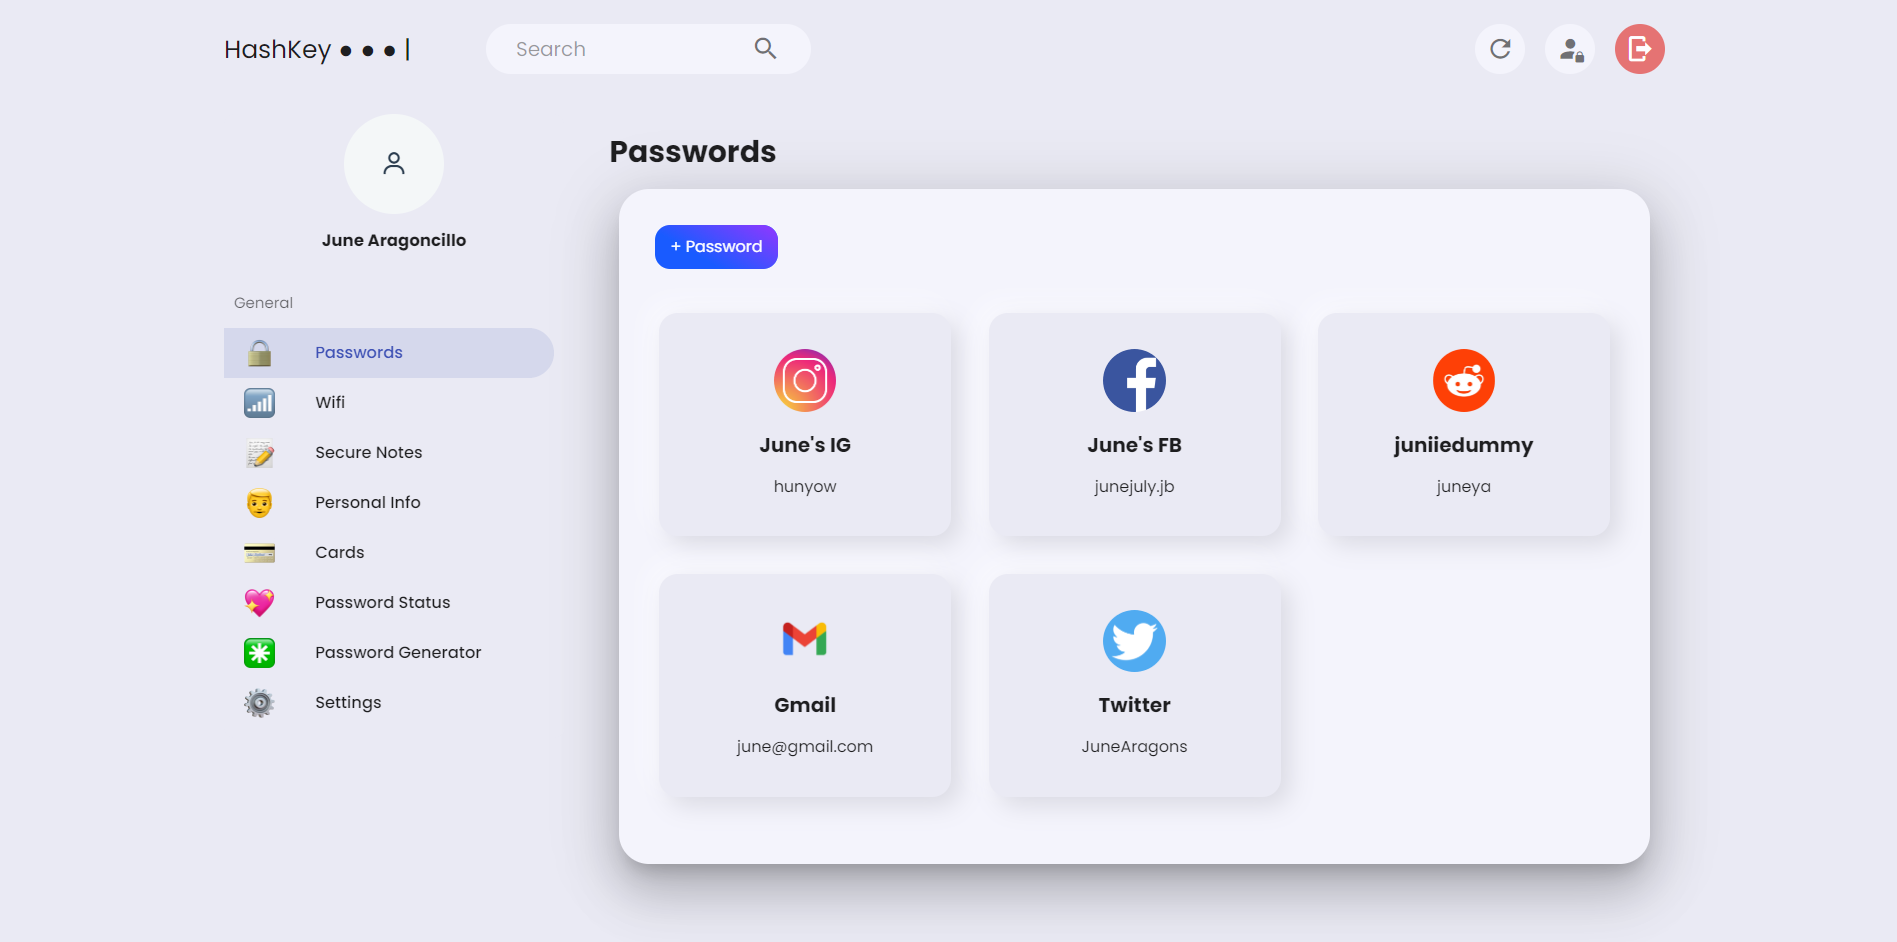 HashKey ● ● ● |
Search
June Aragoncillo
General
Passwords
Wifi
Secure Notes
Personal Info
Cards
Password Status
Password Generator
Settings
Passwords
+ Password
June's IG
hunyow
June's FB
junejuly.jb
juniiedummy
juneya
Gmail
june@gmail.com
Twitter
JuneAragons